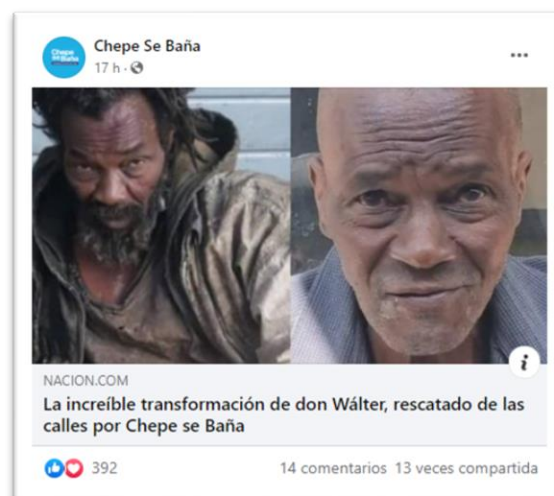 Chepe Se Baña
17 h
NACION.COM
La increíble transformación de don Wálter, rescatado de las
calles por Chepe se Baña
392
14 comentarios 13 veces compartida